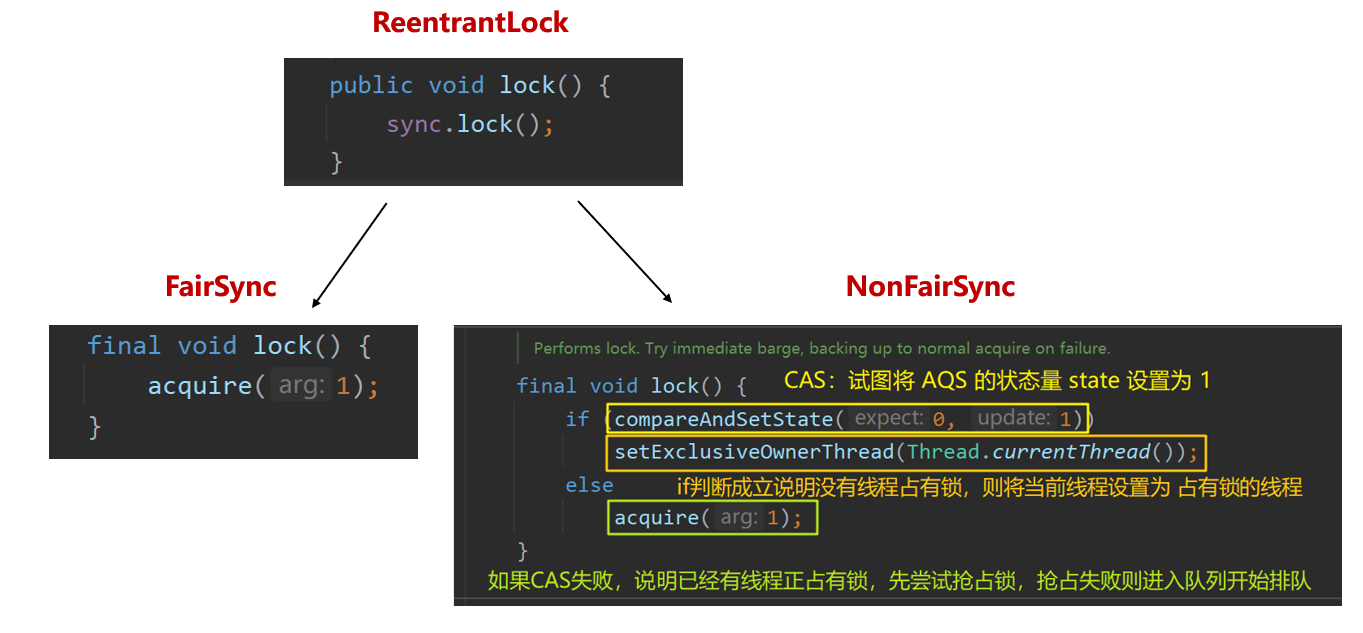 ReentrantLock
public void lock() {
sync.lock();
}
FairSync
final void lock() {
acquire( arg: 1);
}
NonFairSync
Performs lock. Try immediate barge, backing up to normal acquire on failure.
final void lock() {
CAS：试图将 AQS 的状态量 state 设置为 1
if (compareAndSetState( expect: 0, update: 1))
setExclusiveOwnerThread(Thread.currentThread());
else
if判断成立说明没有线程占有锁，则将当前线程设置为 占有锁的线程
acquire( arg: 1);
}
如果CAS失败，说明已经有线程正占有锁，先尝试抢占锁，抢占失败则进入队列开始排队